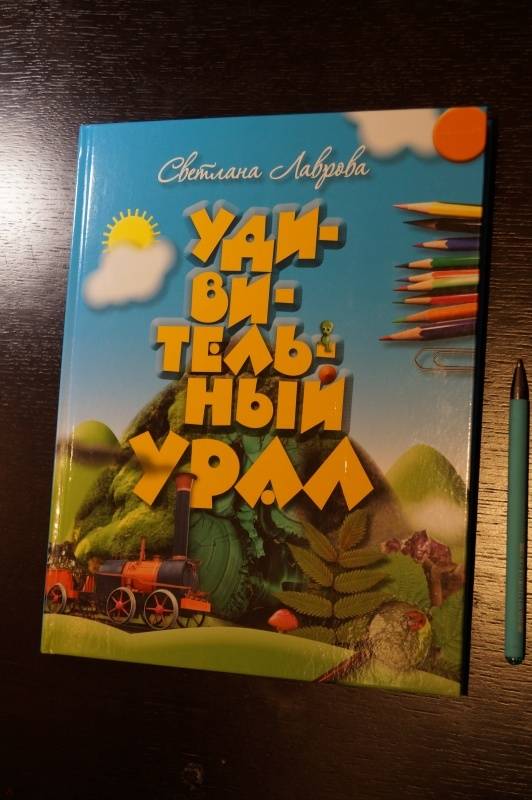 Светлана Лаврова
УДИ-
ВИ-
ТЕЛЬ-
НЫЙ
УРАЛ